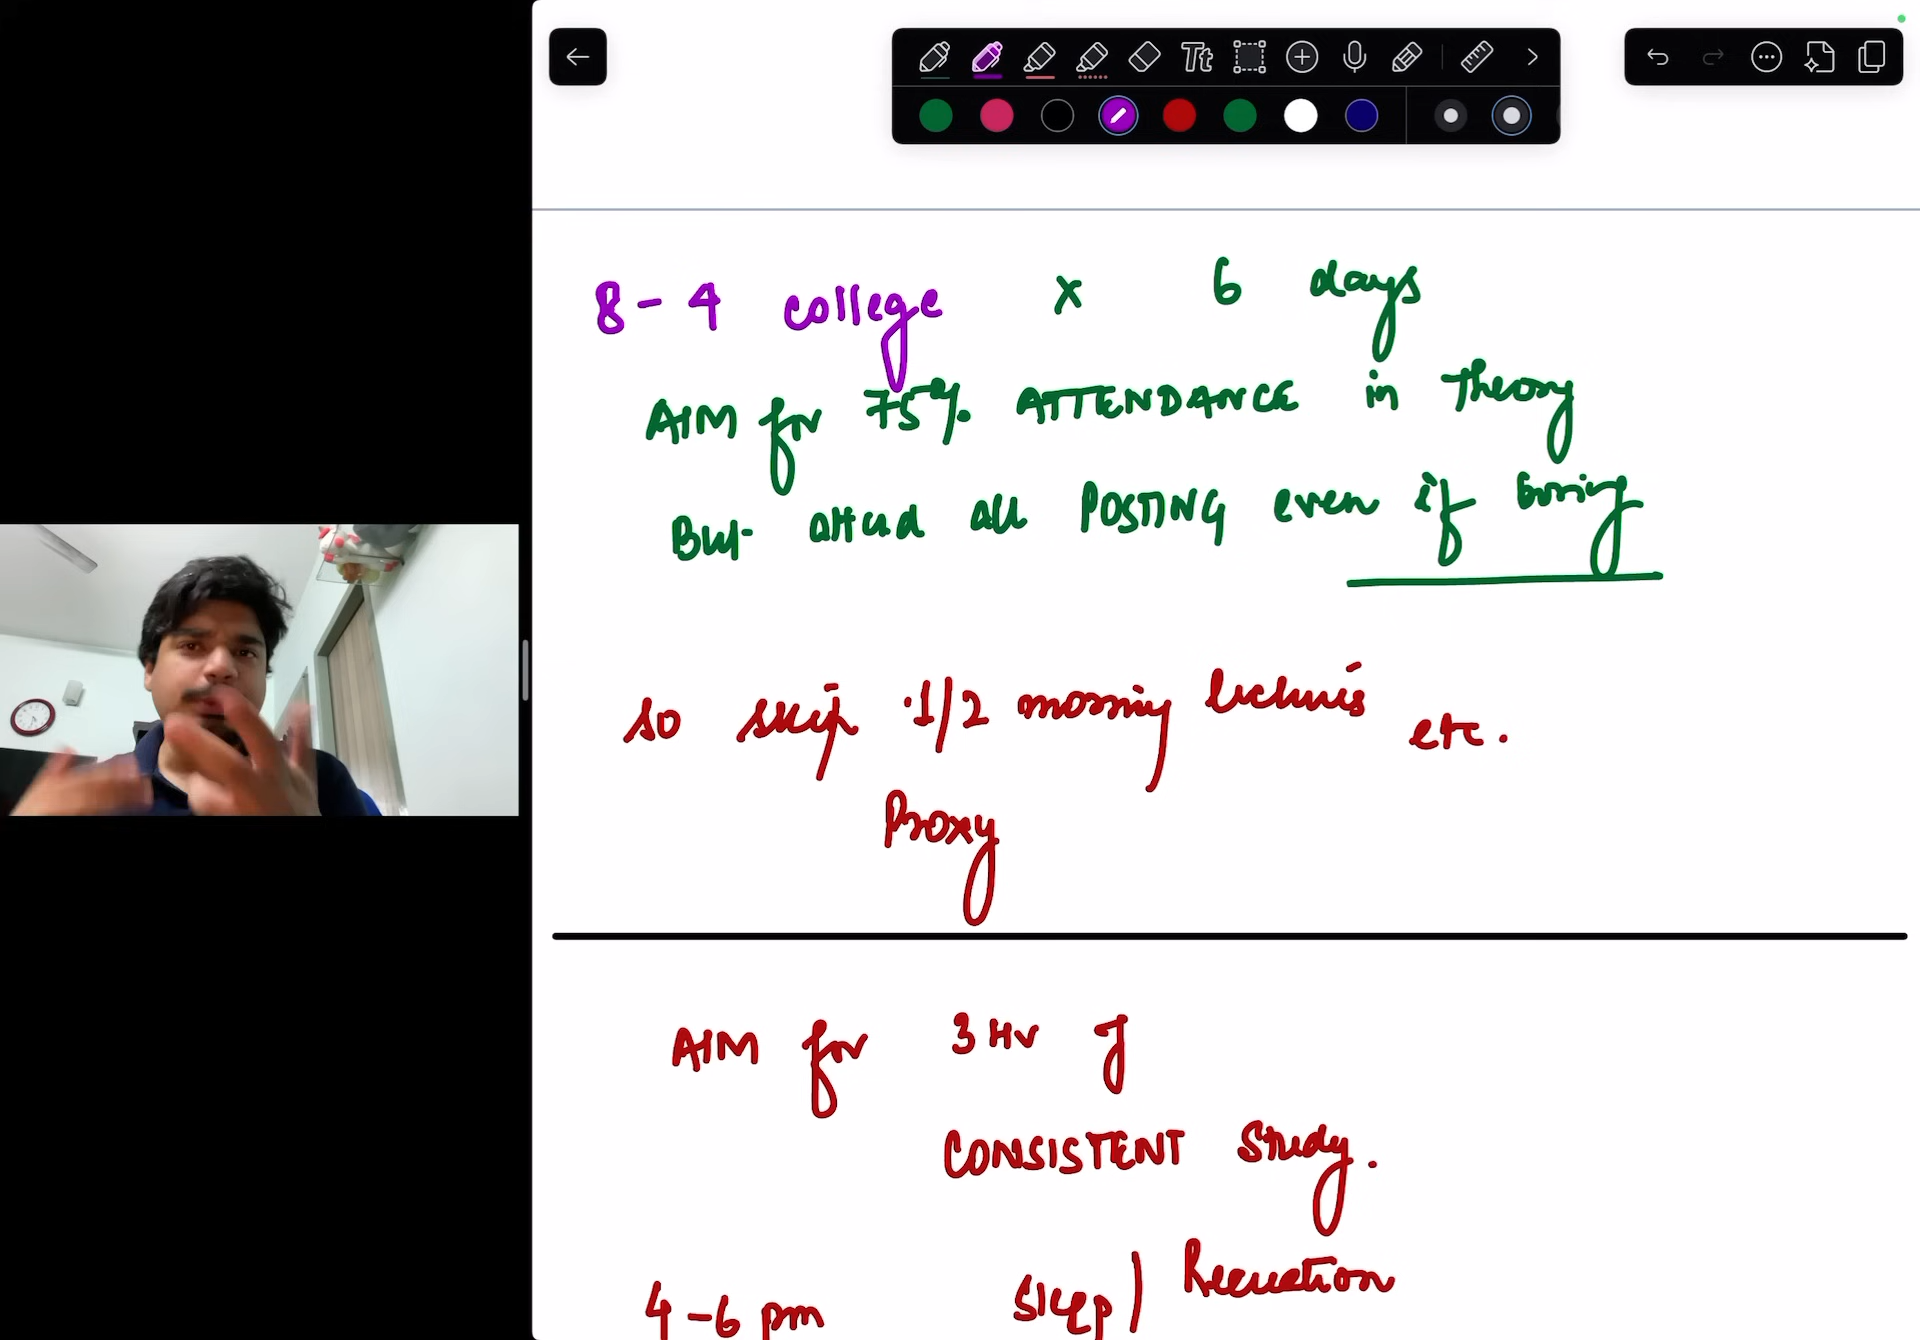 Tt
8-4 college x 6 days
AIM for 75% ATTENDANCE in Theory
But attend all POSTING even if boring
so skip 1/2 morning lectures etc.
Proxy
AIM for 3 Hr of
CONSISTENT Study.
4-6 pm sleep / Recreation